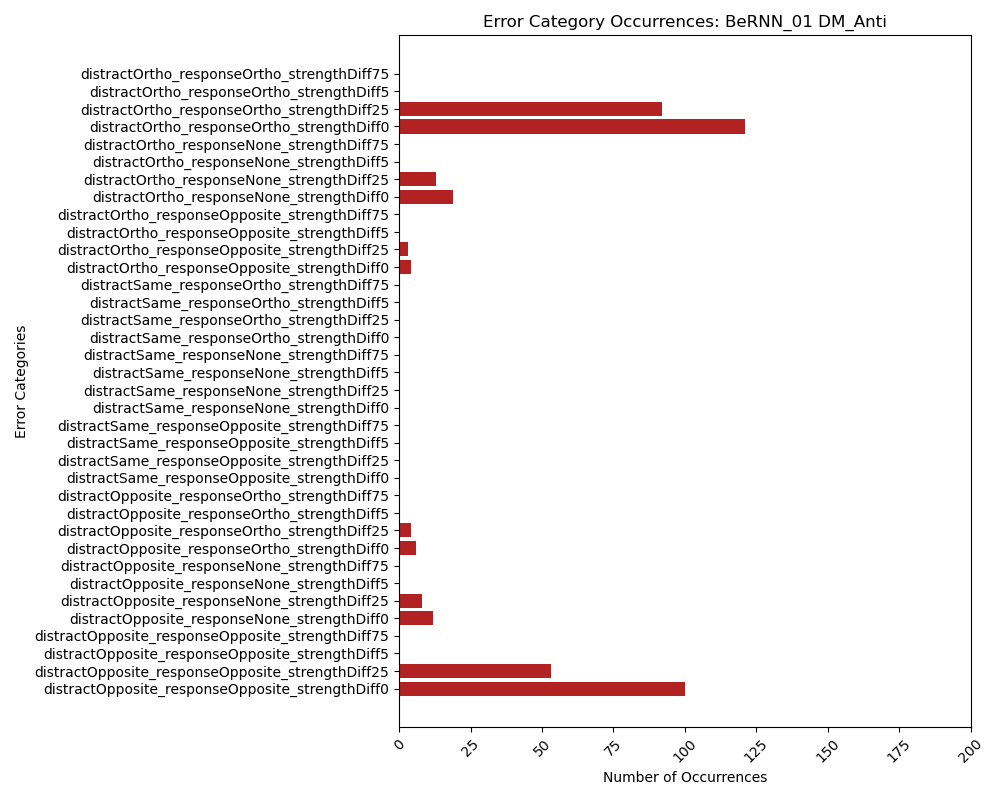 Error Category Occurrences: BeRNN_01 DM_Anti
distractOrtho_responseOrtho_strengthDiff75
distractOrtho_responseOrtho_strengthDiff5
distractOrtho_responseOrtho_strengthDiff25
distractOrtho_responseOrtho_strengthDiff0
distractOrtho_responseNone_strengthDiff75
distractOrtho_responseNone_strengthDiff5
distractOrtho_responseNone_strengthDiff25
distractOrtho_responseNone_strengthDiff0
distractOrtho_responseOpposite_strengthDiff75
distractOrtho_responseOpposite_strengthDiff5
distractOrtho_responseOpposite_strengthDiff25
distractOrtho_responseOpposite_strengthDiff0
distractSame_responseOrtho_strengthDiff75
distractSame_responseOrtho_strengthDiff5
distractSame_responseOrtho_strengthDiff25
distractSame_responseOrtho_strengthDiff0
distractSame_responseNone_strengthDiff75
distractSame_responseNone_strengthDiff5
distractSame_responseNone_strengthDiff25
distractSame_responseNone_strengthDiff0
distractSame_responseOpposite_strengthDiff75
distractSame_responseOpposite_strengthDiff5
distractSame_responseOpposite_strengthDiff25
distractSame_responseOpposite_strengthDiff0
distractOpposite_responseOrtho_strengthDiff75
distractOpposite_responseOrtho_strengthDiff5
distractOpposite_responseOrtho_strengthDiff25
distractOpposite_responseOrtho_strengthDiff0
distractOpposite_responseNone_strengthDiff75
distractOpposite_responseNone_strengthDiff5
distractOpposite_responseNone_strengthDiff25
distractOpposite_responseNone_strengthDiff0
distractOpposite_responseOpposite_strengthDiff75
distractOpposite_responseOpposite_strengthDiff5
distractOpposite_responseOpposite_strengthDiff25
distractOpposite_responseOpposite_strengthDiff0
Error Categories
0 25 50 75 100 125 150 175 200
Number of Occurrences